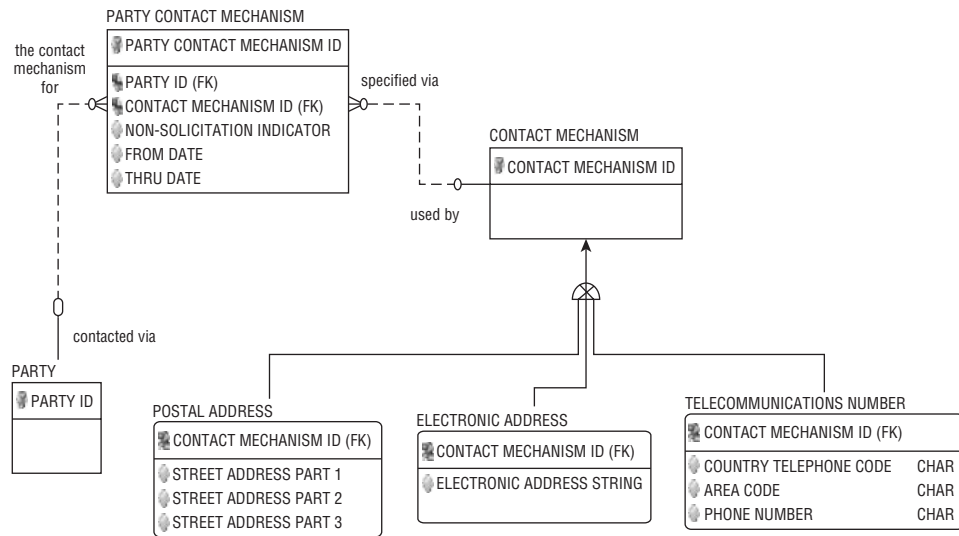 PARTY CONTACT MECHANISM
PARTY CONTACT MECHANISM ID
PARTY ID (FK)
CONTACT MECHANISM ID (FK)
NON-SOLICITATION INDICATOR
FROM DATE
THRU DATE
the contact
mechanism
for
specified via
CONTACT MECHANISM
CONTACT MECHANISM ID
used by
contacted via
PARTY
PARTY ID
POSTAL ADDRESS
CONTACT MECHANISM ID (FK)
STREET ADDRESS PART 1
STREET ADDRESS PART 2
STREET ADDRESS PART 3
ELECTRONIC ADDRESS
CONTACT MECHANISM ID (FK)
ELECTRONIC ADDRESS STRING
TELECOMMUNICATIONS NUMBER
CONTACT MECHANISM ID (FK)
COUNTRY TELEPHONE CODE CHAR
AREA CODE CHAR
PHONE NUMBER CHAR